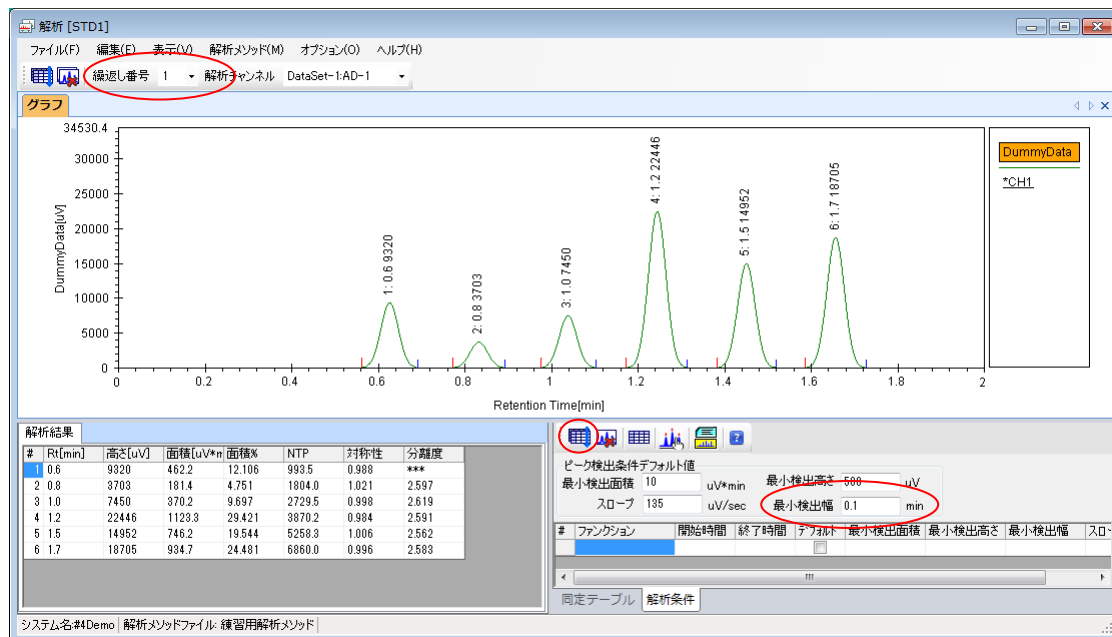 解析 [STD1]
ファイル(F) 編集(E) 表示(V) 解析メソッド(M) オプション(O) ヘルプ(H)
繰返し番号 1 解析チャンネル DataSet-1:AD-1
グラフ
34530.4
30000
25000
20000
15000
10000
5000
0
DummyData[uV]
1: 0.6 9320
2: 0.8 3703
3: 1.0 7450
4: 1.2 22446
5: 1.5 14952
6: 1.7 18705
0 0.2 0.4 0.6 0.8 1 1.2 1.4 1.6 1.8 2
Retention Time[min]
DummyData
*CH1
解析結果
# Rt[min] 高さ[uV] 面積[uV*m 面積% NTP 対称性 分離度
1 0.6 9320 462.2 12.106 993.5 0.988 ***
2 0.8 3703 181.4 4.751 1804.0 1.021 2.597
3 1.0 7450 370.2 9.697 2729.5 0.998 2.619
4 1.2 22446 1123.3 29.421 3870.2 0.984 2.591
5 1.5 14952 746.2 19.544 5258.3 1.006 2.562
6 1.7 18705 934.7 24.481 6860.0 0.996 2.583
ピーク検出条件デフォルト値
最小検出面積 10 uV*min 最小検出高さ 500 uV
スロープ 135 uV/sec 最小検出幅 0.1 min
# ファンクション 開始時間 終了時間 デフォルト 最小検出面積 最小検出高さ 最小検出幅 スロ
同定テーブル 解析条件
システム名:#4Demo 解析メソッドファイル: 練習用解析メソッド